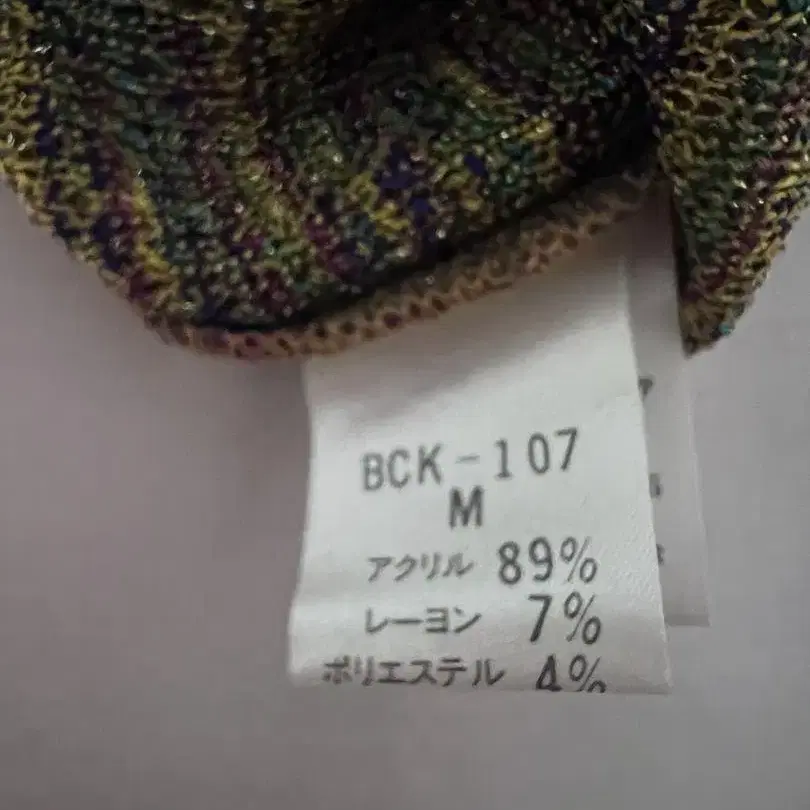 BCK-107
M
アクリル 89%
レーヨン 7%
ポリエステル 4%